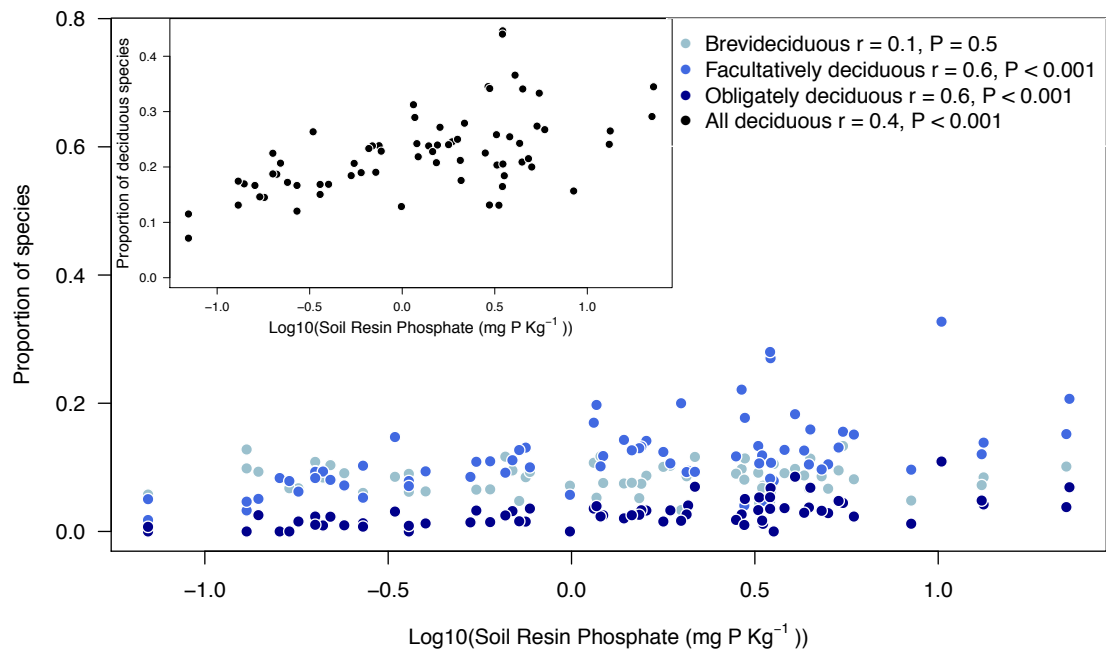 Brevideciduous r = 0.1, P = 0.5
Facultatively deciduous r = 0.6, P < 0.001
Obligately deciduous r = 0.6, P < 0.001
All deciduous r = 0.4, P < 0.001
Proportion of deciduous species
0.4
0.3
0.2
0.1
0.0
−1.0 −0.5 0.0 0.5 1.0
Log10(Soil Resin Phosphate (mg P Kg⁻¹ ))
Proportion of species
0.8
0.6
0.4
0.2
0.0
−1.0 −0.5 0.0 0.5 1.0
Log10(Soil Resin Phosphate (mg P Kg⁻¹ ))